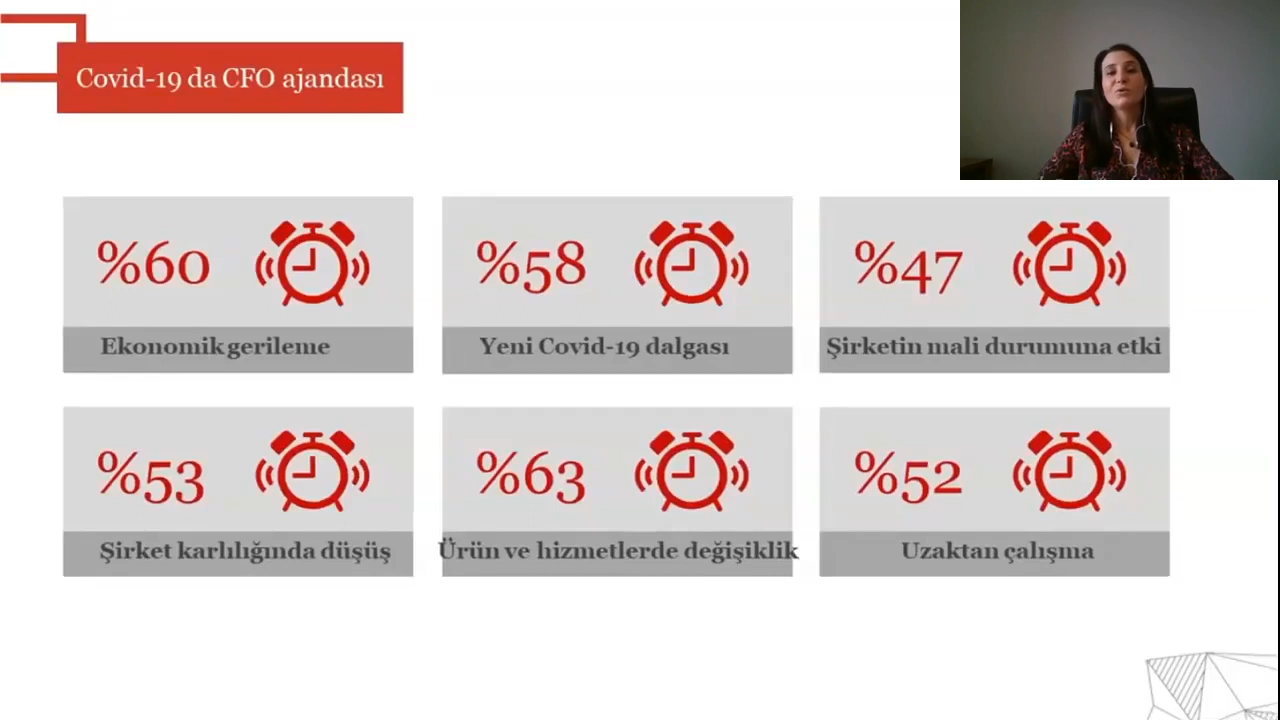 Covid-19 da CFO ajandası
%60
Ekonomik gerileme
%58
Yeni Covid-19 dalgası
%47
Şirketin mali durumuna etki
%53
Şirket karlılığında düşüş
%63
Ürün ve hizmetlerde değişiklik
%52
Uzaktan çalışma